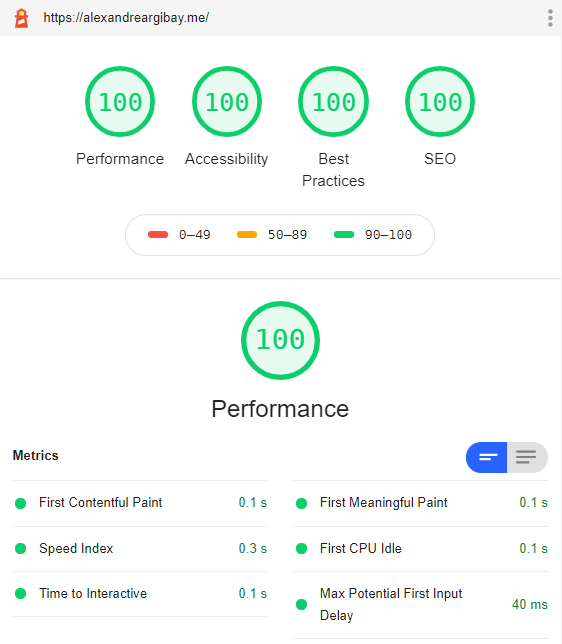 https://alexandreargibay.me/
100 100 100 100
Performance Accessibility Best Practices SEO
0–49 50–89 90–100
100
Performance
Metrics
First Contentful Paint 0.1 s
First Meaningful Paint 0.1 s
Speed Index 0.3 s
First CPU Idle 0.1 s
Time to Interactive 0.1 s
Max Potential First Input
Delay 40 ms